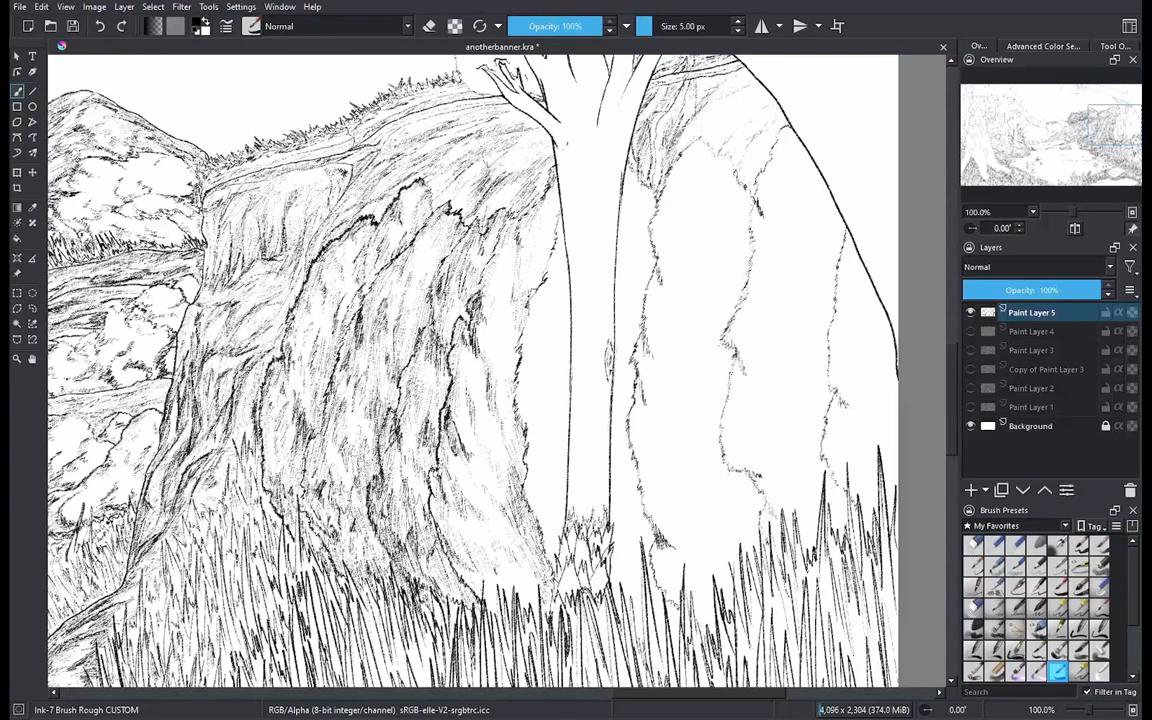 File Edit View Image Layer Select Filter Tools Settings Window Help
Normal Opacity: 100% Size: 5.00 px
anotherbanner.kra *
Ov... Advanced Color Se... Tool O...
Overview
100.0%
0.00°
Layers
Normal
Opacity: 100%
Paint Layer 5
Paint Layer 4
Paint Layer 3
Copy of Paint Layer 3
Paint Layer 2
Paint Layer 1
Background
Brush Presets
My Favorites Tag
Search Filter in Tag
Ink-7 Brush Rough CUSTOM RGB/Alpha (8-bit integer/channel) sRGB-elle-V2-srgbtrc.icc 4,096 x 2,304 (374.0 MiB) 0.00° 100.0%